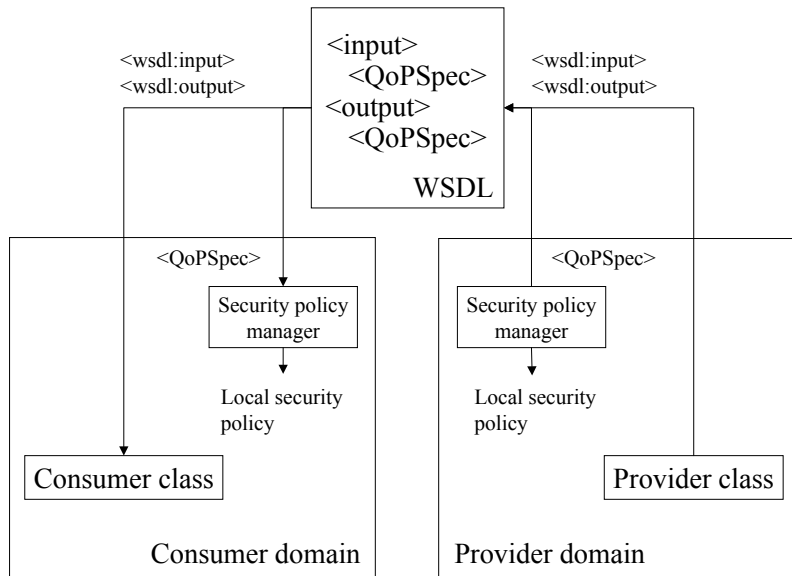 <input>
<QoPSpec>
<output>
<QoPSpec>
WSDL
<wsdl:input>
<wsdl:output>
<wsdl:input>
<wsdl:output>
<QoPSpec>
Security policy
manager
Local security
policy
Consumer class
Consumer domain
<QoPSpec>
Security policy
manager
Local security
policy
Provider class
Provider domain